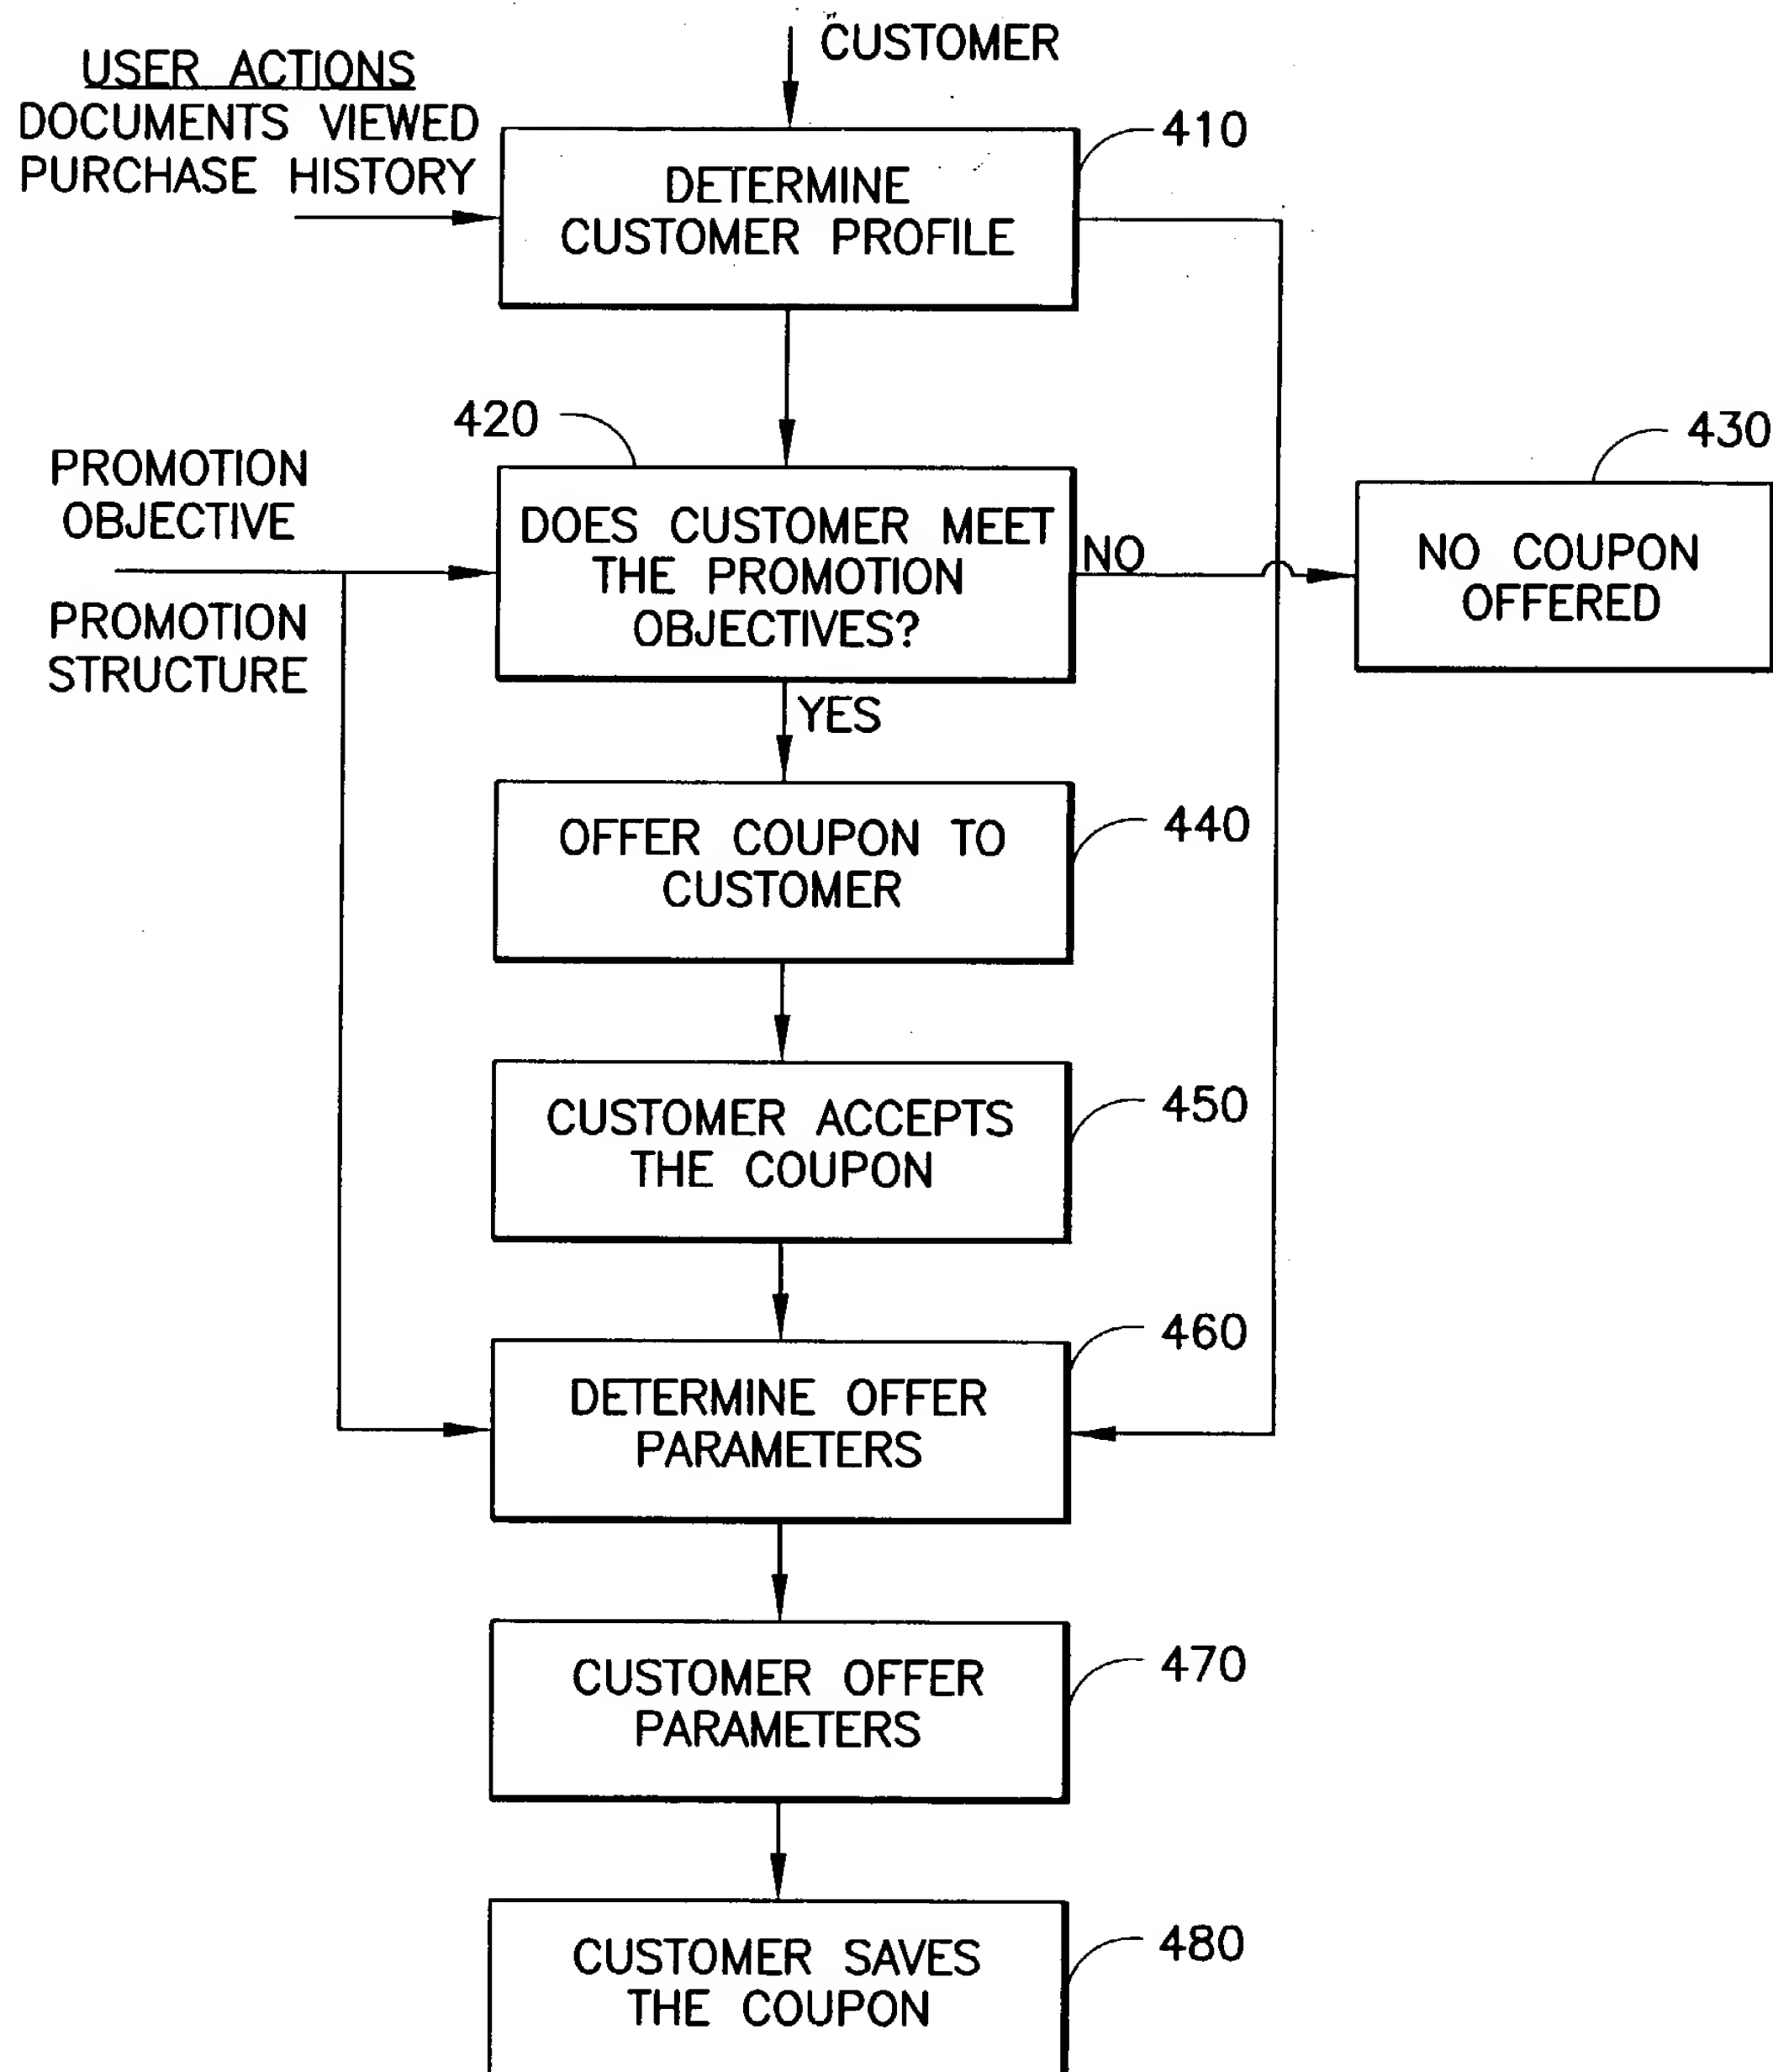 CUSTOMER
USER ACTIONS
DOCUMENTS VIEWED
PURCHASE HISTORY
410
DETERMINE
CUSTOMER PROFILE
420
430
PROMOTION
OBJECTIVE
PROMOTION
STRUCTURE
DOES CUSTOMER MEET
THE PROMOTION
OBJECTIVES?
NO
NO COUPON
OFFERED
YES
440
OFFER COUPON TO
CUSTOMER
450
CUSTOMER ACCEPTS
THE COUPON
460
DETERMINE OFFER
PARAMETERS
470
CUSTOMER OFFER
PARAMETERS
480
CUSTOMER SAVES
THE COUPON